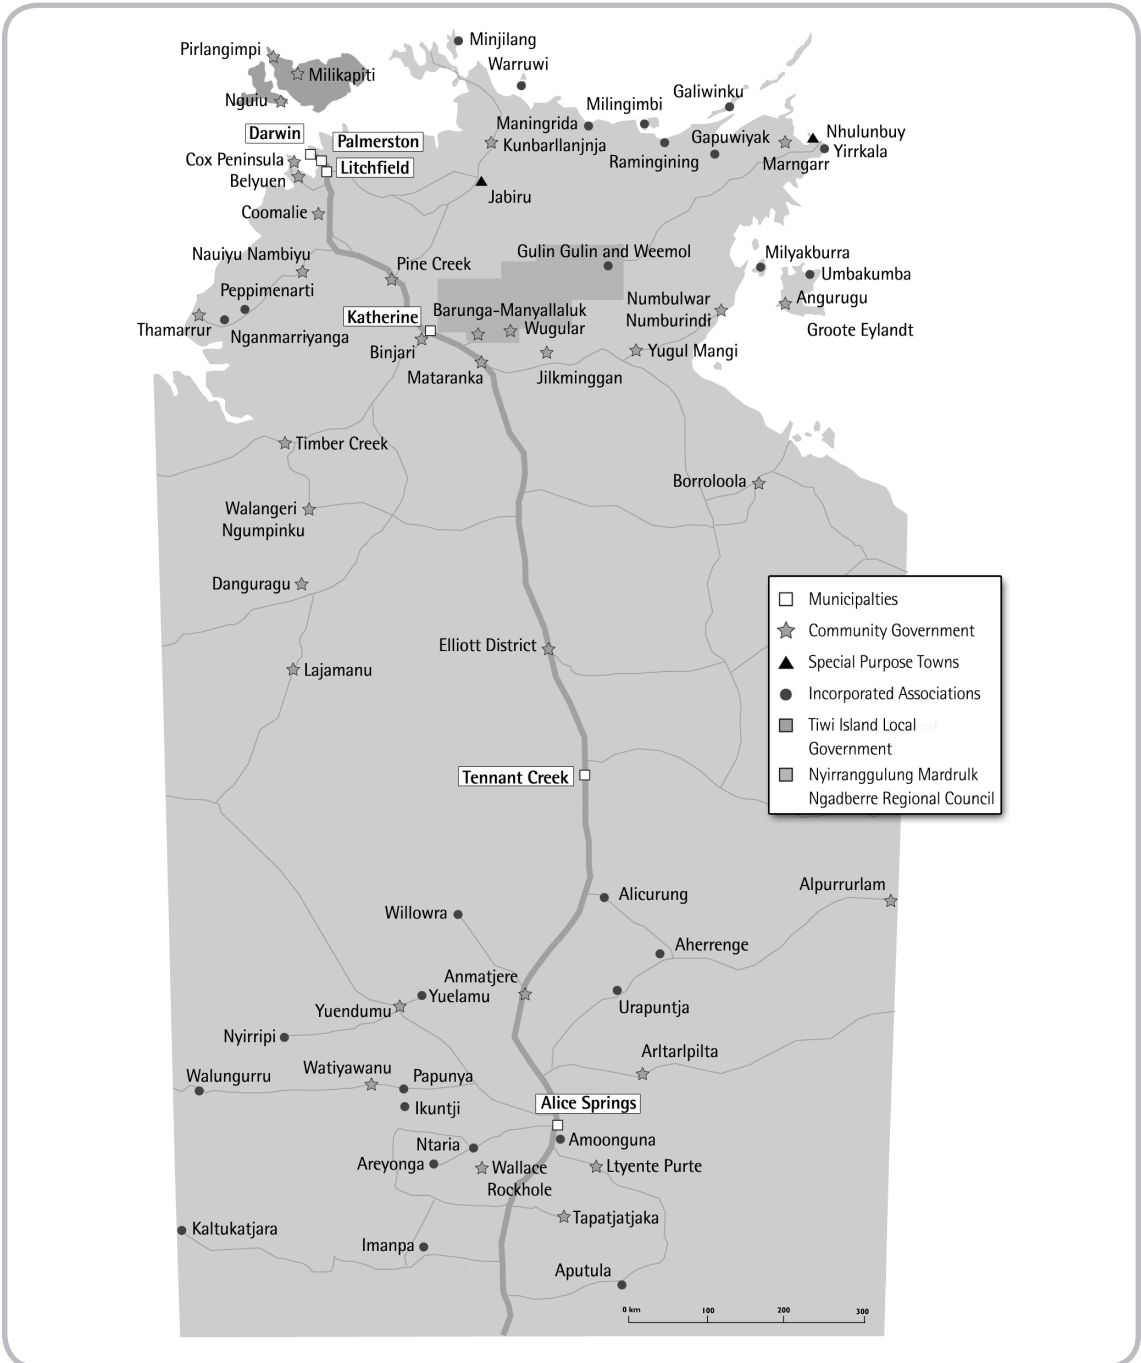 Minjilang
Pirlangimpi
Warruwi
Milikapiti
Nguiu
Galiwinku
Milingimbi
Maningrida
Kunbarllanjnja
Darwin
Palmerston
Gapuwiyak
Nhulunbuy
Yirrkala
Cox Peninsula
Litchfield
Ramingining
Marngarr
Belyuen
Jabiru
Coomalie
Nauiyu Nambiyu
Pine Creek
Gulin Gulin and Weemol
Milyakburra
Umbakumba
Peppimenarti
Numbulwar
Numburindi
Angurugu
Barunga-Manyallaluk
Katherine
Wugular
Thamarrur
Nganmarriyanga
Groote Eylandt
Binjari
Yugul Mangi
Mataranka
Jilkminggan
Timber Creek
Borroloola
Walangeri
Ngumpinku
Danguragu
Elliott District
Lajamanu
Municipalties
Community Government
Special Purpose Towns
Incorporated Associations
Tiwi Island Local
Government
Nyirranggulung Mardrulk
Ngadberre Regional Council
Tennant Creek
Alpurrurlam
Alicurung
Willowra
Aherrenge
Anmatjere
Yuelamu
Yuendumu
Urapuntja
Nyirripi
Arltarlpilta
Watiyawanu
Walungurru
Papunya
Ikuntji
Alice Springs
Amoonguna
Ntaria
Areyonga
Wallace
Rockhole
Ltyente Purte
Tapatjatjaka
Kaltukatjara
Imanpa
Aputula
0 km 100 200 300